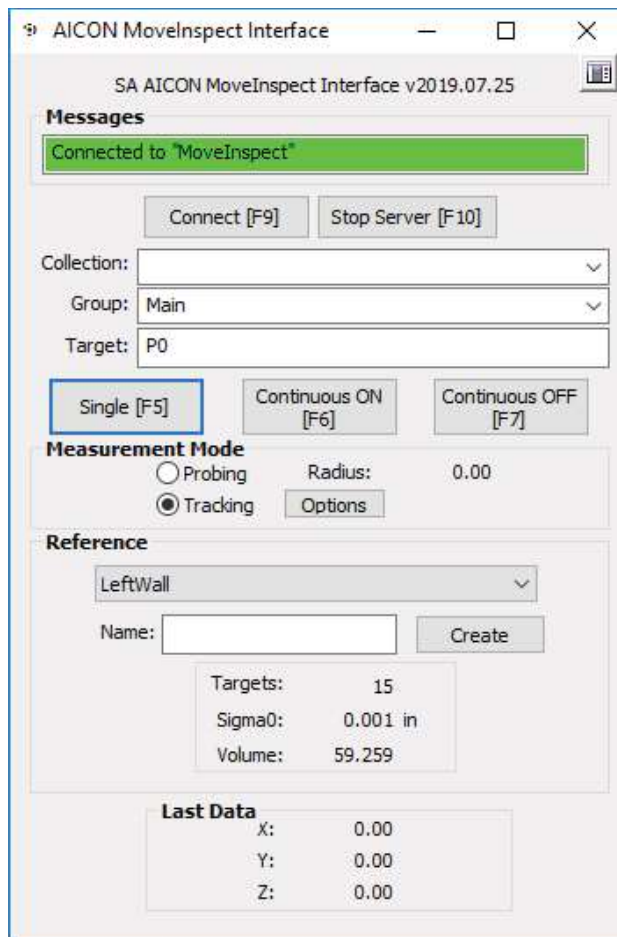 AICON MoveInspect Interface
SA AICON MoveInspect Interface v2019.07.25
Messages
Connected to "MoveInspect"
Connect [F9] Stop Server [F10]
Collection:
Group: Main
Target: P0
Single [F5] Continuous ON [F6] Continuous OFF [F7]
Measurement Mode
Probing Radius: 0.00
Tracking Options
Reference
LeftWall
Name: Create
Targets: 15
Sigma0: 0.001 in
Volume: 59.259
Last Data
X: 0.00
Y: 0.00
Z: 0.00